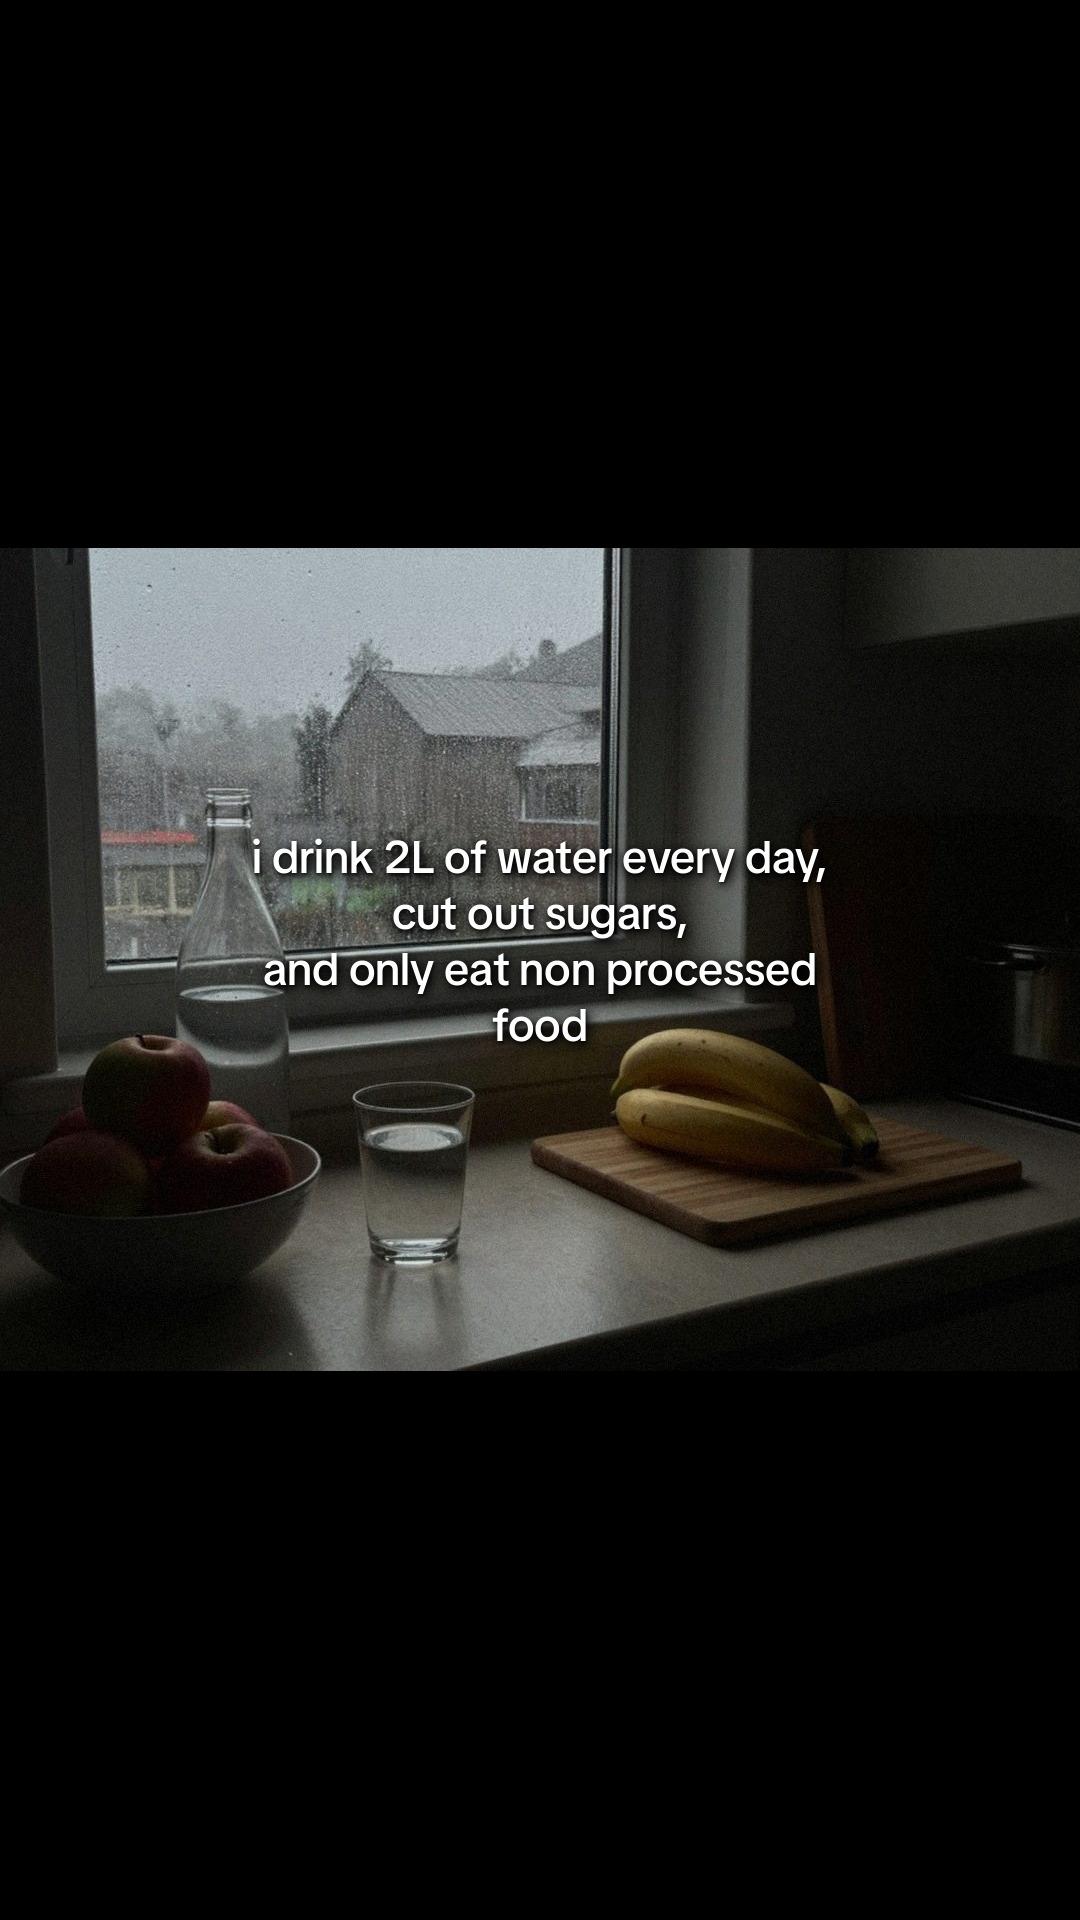 i drink 2L of water every day,
cut out sugars,
and only eat non processed
food